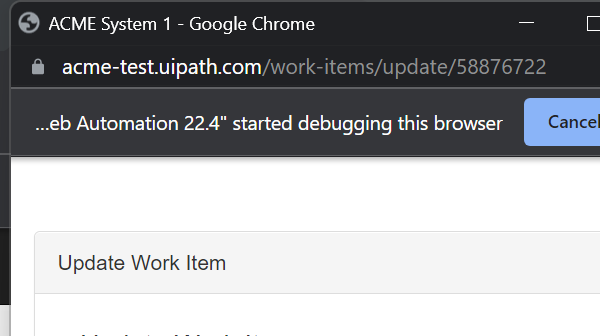 ACME System 1 - Google Chrome
acme-test.uipath.com/work-items/update/58876722
...eb Automation 22.4" started debugging this browser
Cancel
Update Work Item